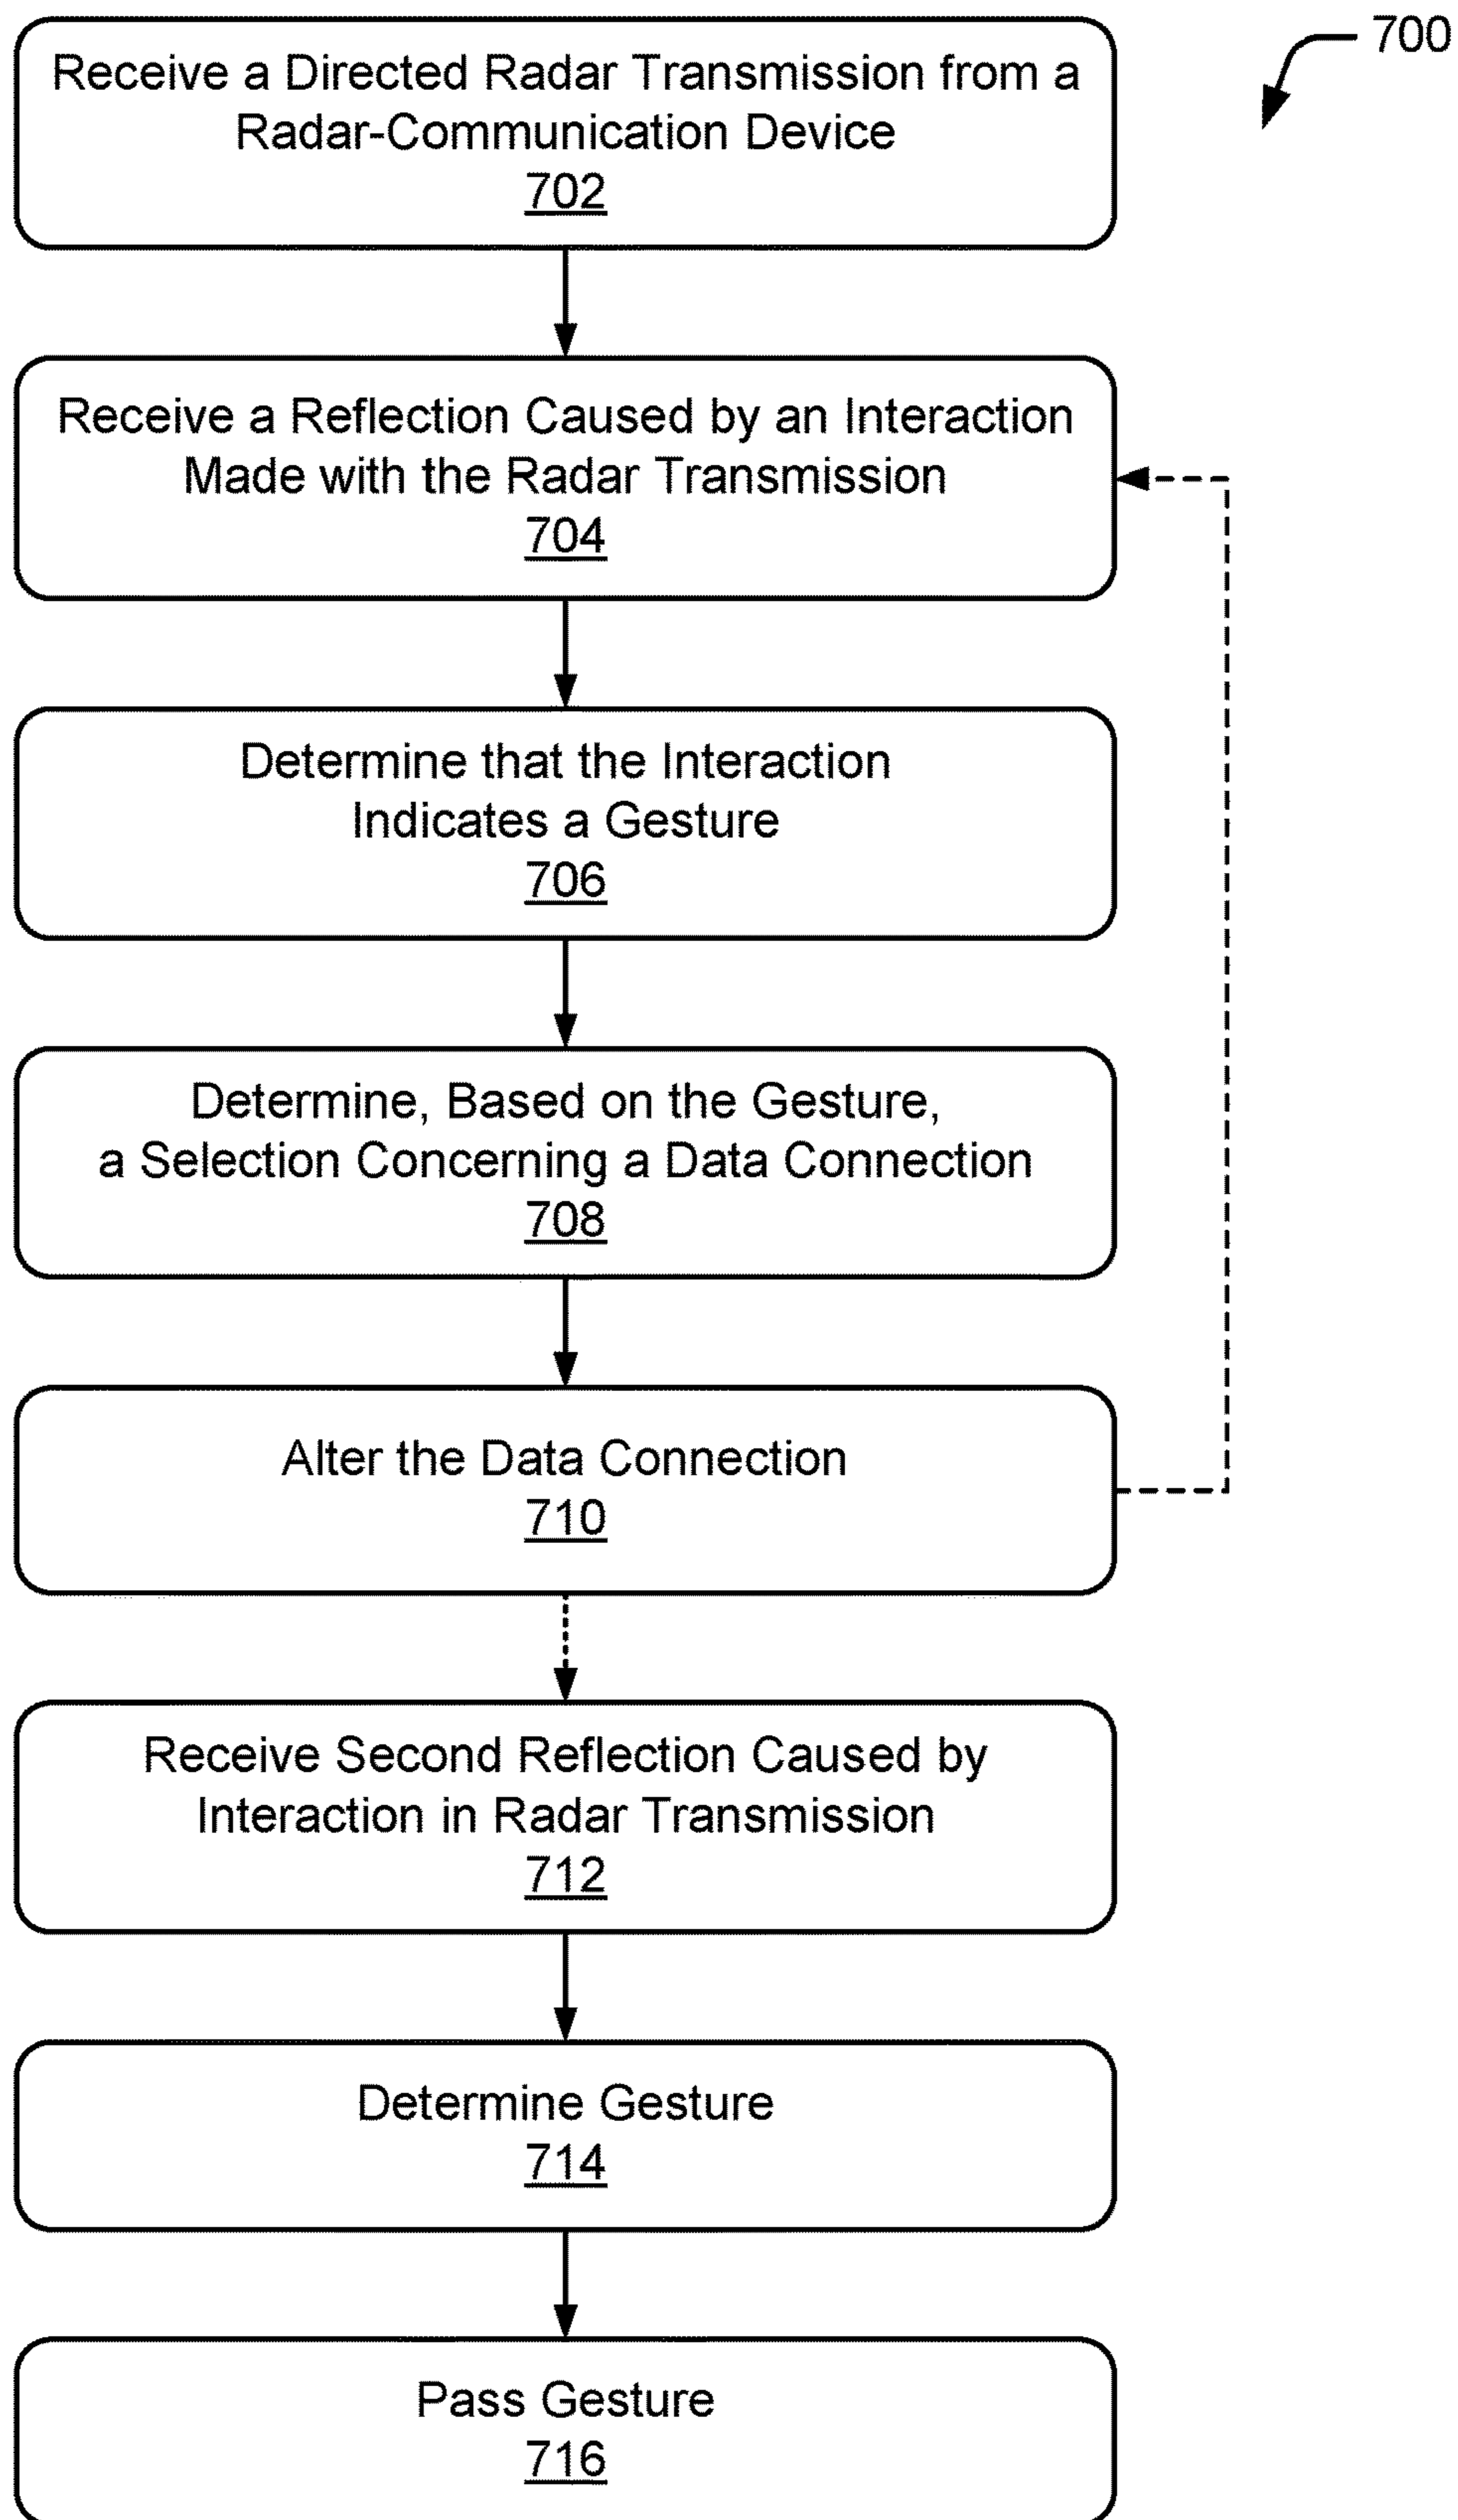 700
Receive a Directed Radar Transmission from a
Radar-Communication Device
702
Receive a Reflection Caused by an Interaction
Made with the Radar Transmission
704
Determine that the Interaction
Indicates a Gesture
706
Determine, Based on the Gesture,
a Selection Concerning a Data Connection
708
Alter the Data Connection
710
Receive Second Reflection Caused by
Interaction in Radar Transmission
712
Determine Gesture
714
Pass Gesture
716